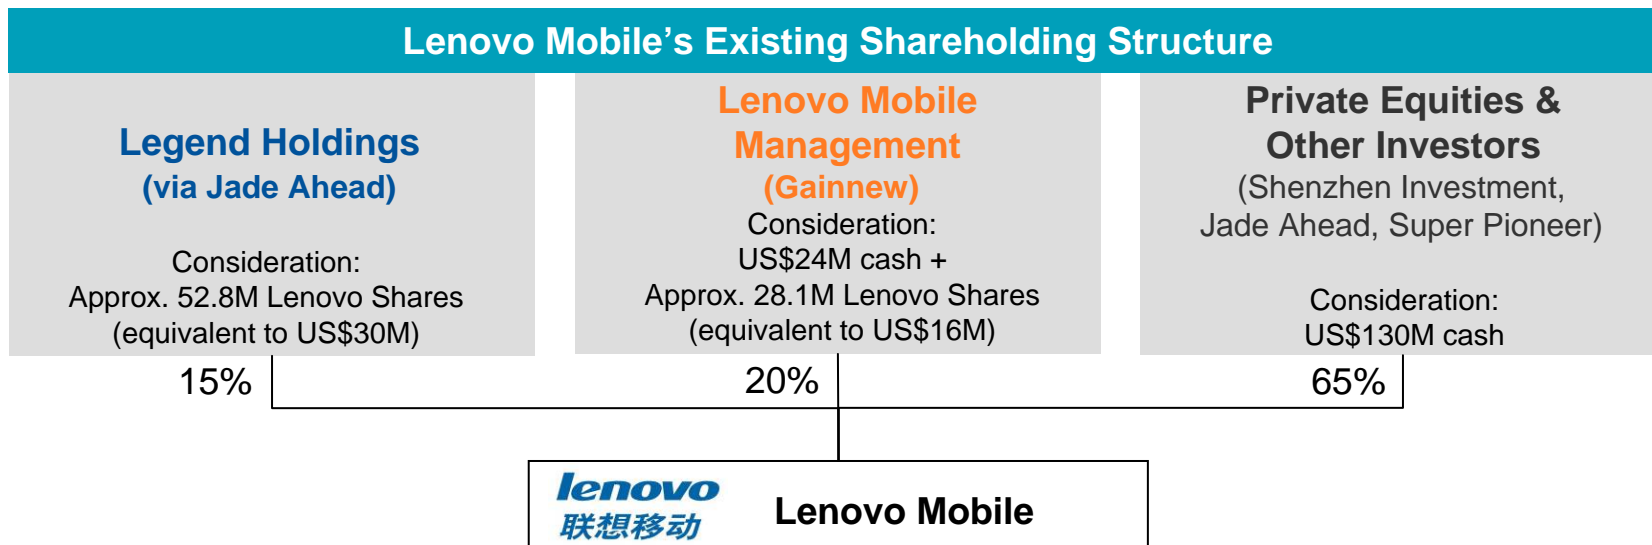 Lenovo Mobile’s Existing Shareholding Structure
Legend Holdings
(via Jade Ahead)
Consideration:
Approx. 52.8M Lenovo Shares
(equivalent to US$30M)
Lenovo Mobile
Management
(Gainnew)
Consideration:
US$24M cash +
Approx. 28.1M Lenovo Shares
(equivalent to US$16M)
Private Equities &
Other Investors
(Shenzhen Investment,
Jade Ahead, Super Pioneer)
Consideration:
US$130M cash
15%
20%
65%
lenovo
联想移动
Lenovo Mobile